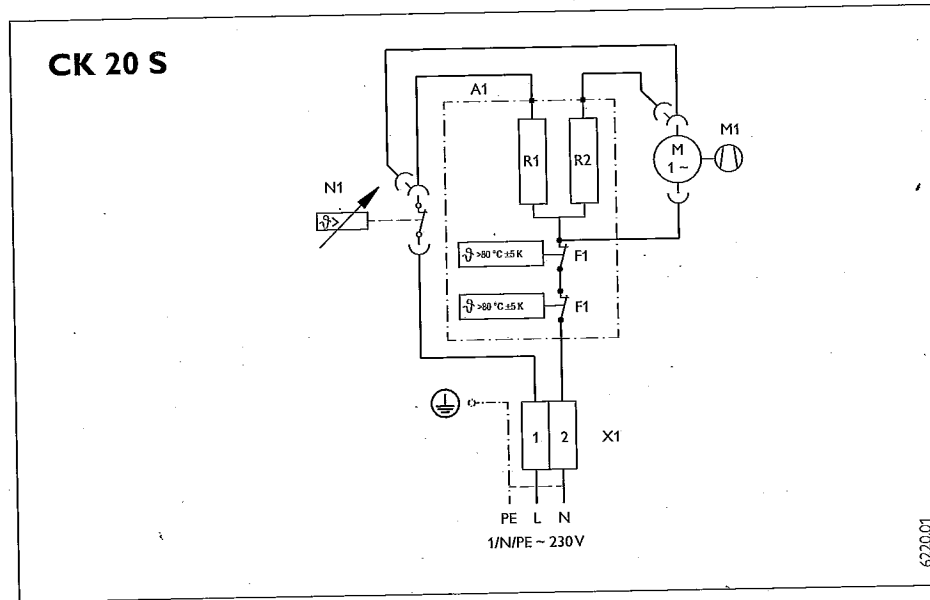 CK 20 S
A1
R1
R2
M
1 ~
M1
N1
ϑ>
ϑ >80 °C ±5 K
F1
ϑ >80 °C ±5 K
F1
1
2
X1
PE L N
1/N/PE ~ 230 V
6220.01